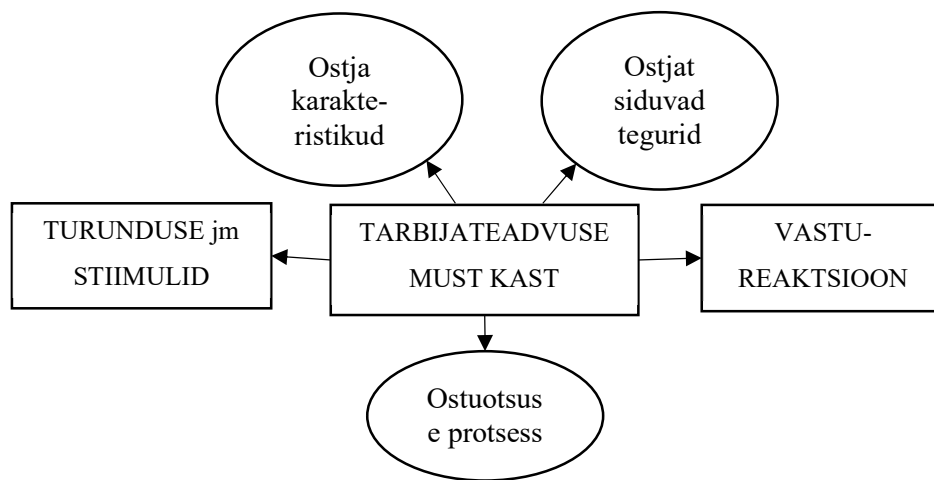 Ostja
karakte-
ristikud
Ostjat
siduvad
tegurid
TURUNDUSE jm
STIIMULID
TARBIJATEADVUSE
MUST KAST
VASTU-
REAKTSIOON
Ostuotsus
e protsess